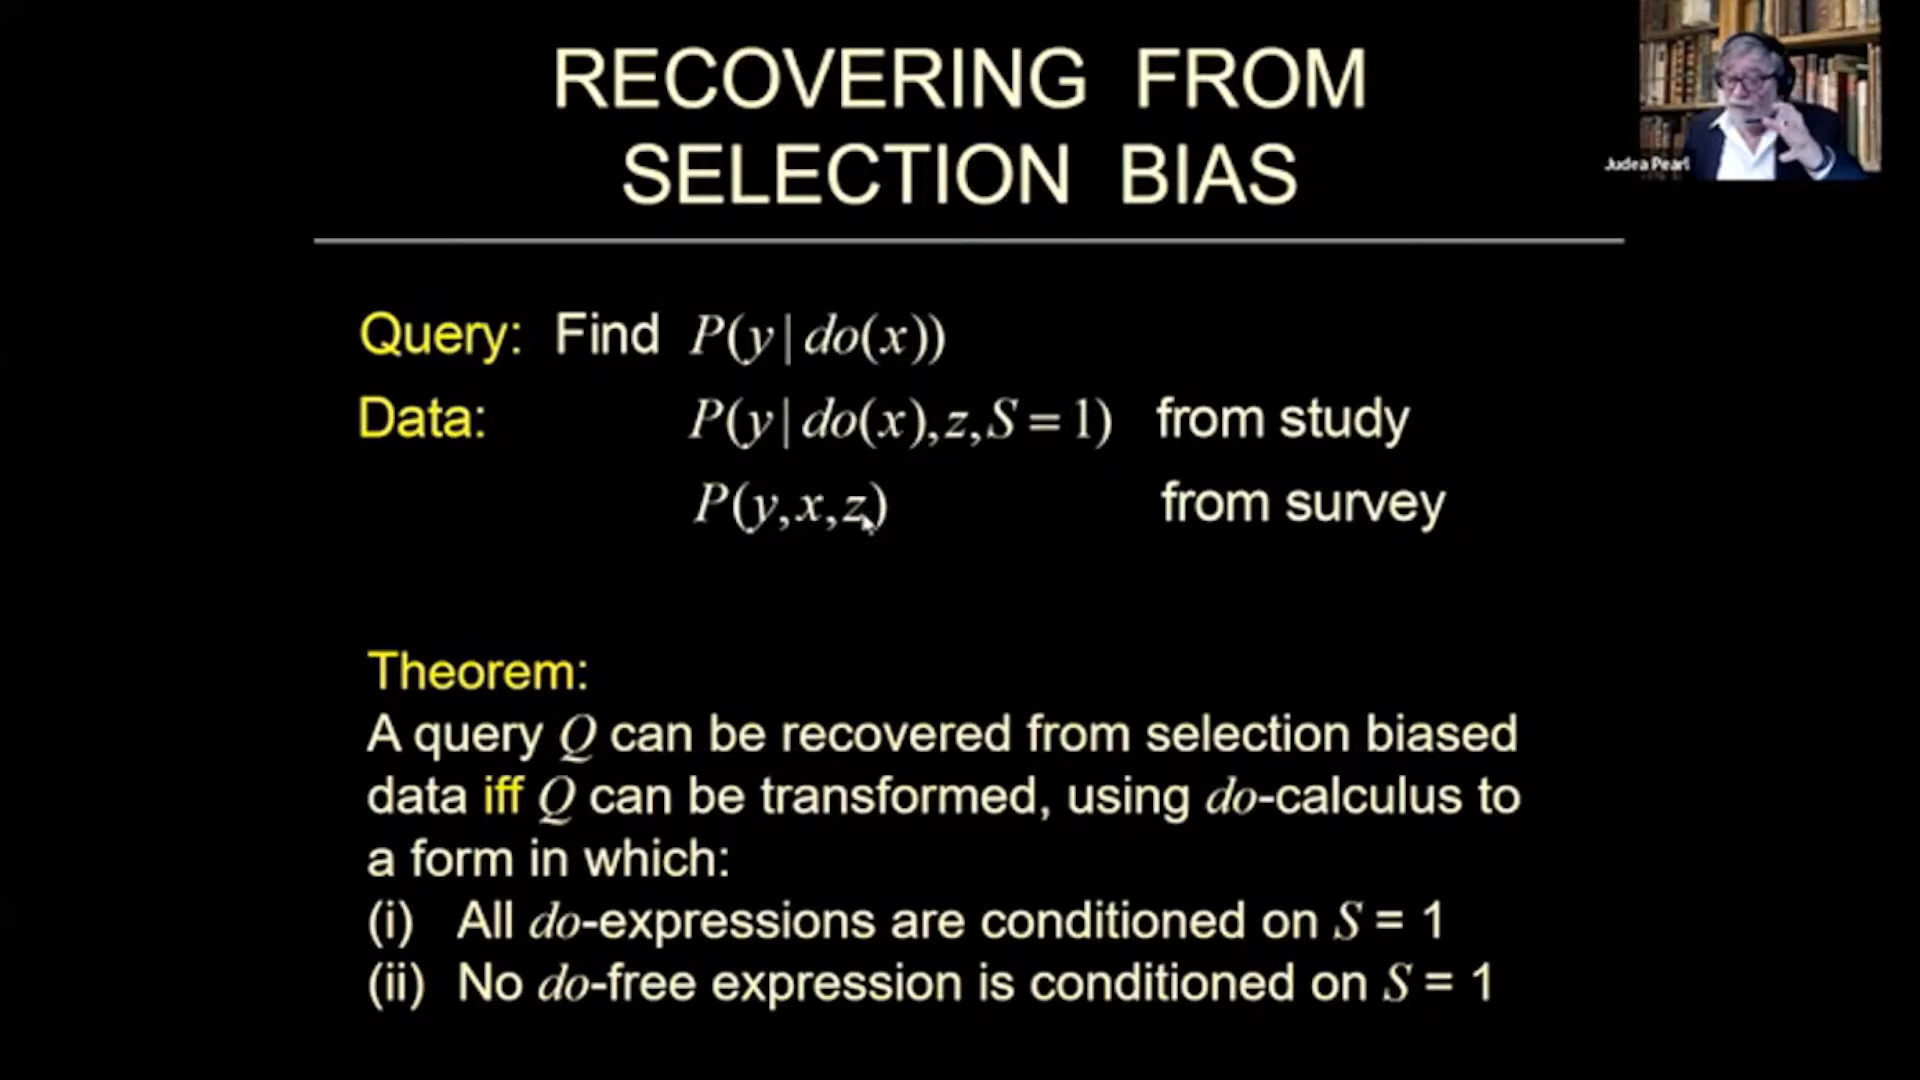 RECOVERING FROM
SELECTION BIAS
Judea Pearl
Query: Find P(y | do(x))
Data: P(y | do(x), z, S = 1) from study
P(y, x, z) from survey
Theorem:
A query Q can be recovered from selection biased
data iff Q can be transformed, using do-calculus to
a form in which:
(i) All do-expressions are conditioned on S = 1
(ii) No do-free expression is conditioned on S = 1